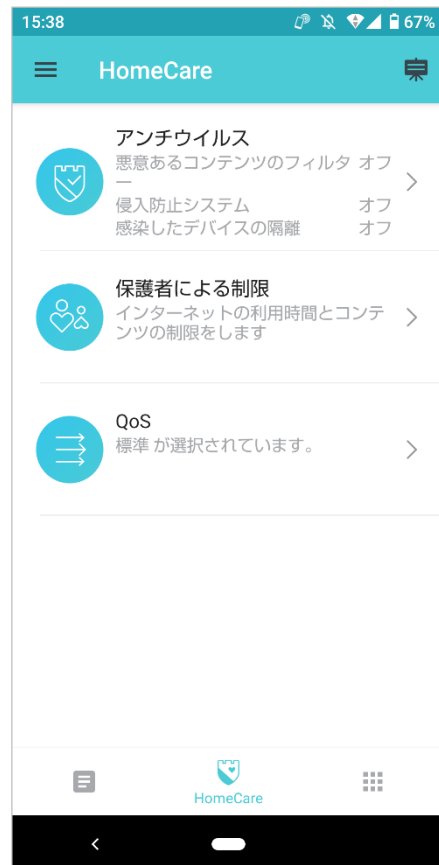 15:38
67%
HomeCare
アンチウイルス
悪意あるコンテンツのフィルタ オフ
ー
侵入防止システム オフ
感染したデバイスの隔離 オフ
保護者による制限
インターネットの利用時間とコンテ
ンツの制限をします
QoS
標準 が選択されています。
HomeCare